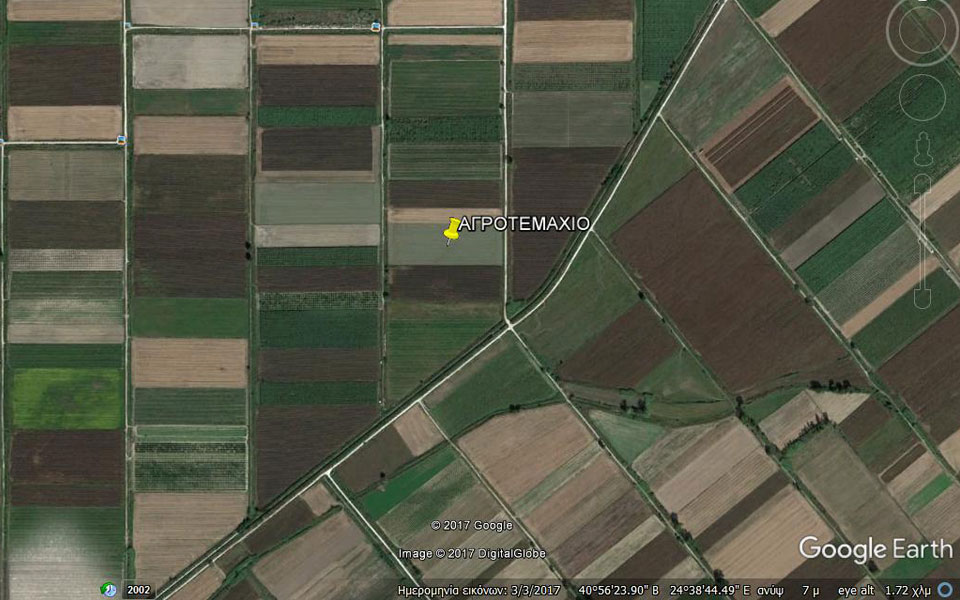 ΑΓΡΟΤΕΜΑΧΙΟ
© 2017 Google
Image © 2017 DigitalGlobe
Google Earth
2002
Ημερομηνία εικόνων: 3/3/2017 40°56'23.90" Β 24°38'44.49" Ε ανύψ 7 μ eye alt 1.72 χλμ